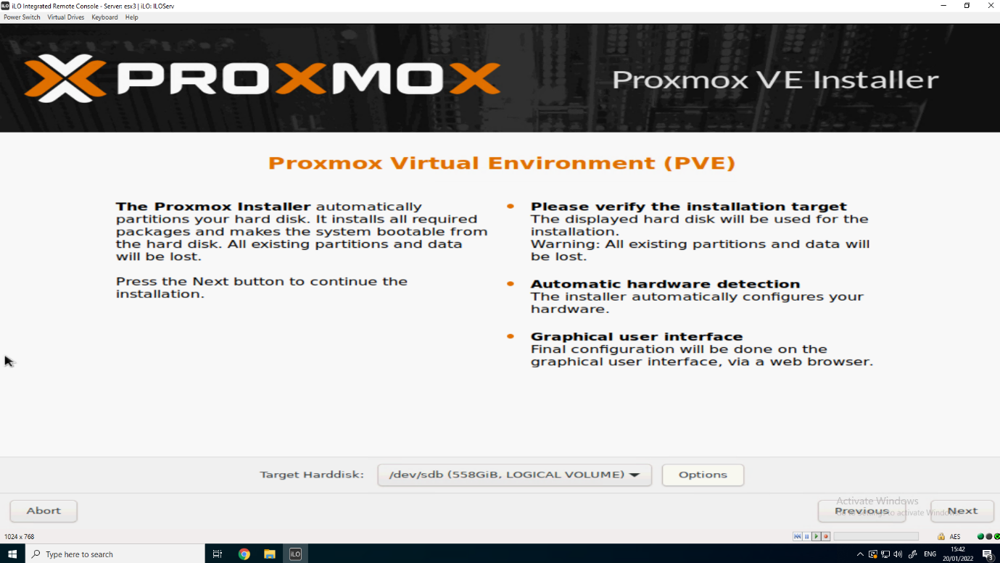 iLO Integrated Remote Console - Server: esx3 | iLO: ILOServ
Power Switch Virtual Drives Keyboard Help
PROXMOX
Proxmox VE Installer
Proxmox Virtual Environment (PVE)
The Proxmox Installer automatically
partitions your hard disk. It installs all required
packages and makes the system bootable from
the hard disk. All existing partitions and data
will be lost.
Press the Next button to continue the
installation.
Please verify the installation target
The displayed hard disk will be used for the
installation.
Warning: All existing partitions and data will
be lost.
Automatic hardware detection
The installer automatically configures your
hardware.
Graphical user interface
Final configuration will be done on the
graphical user interface, via a web browser.
Target Harddisk: /dev/sdb (558GiB, LOGICAL VOLUME) Options
Activate Windows
to activate
Abort Previous Next
1024 x 768
AES
Type here to search
iLO
ENG
15:42
20/01/2022
3